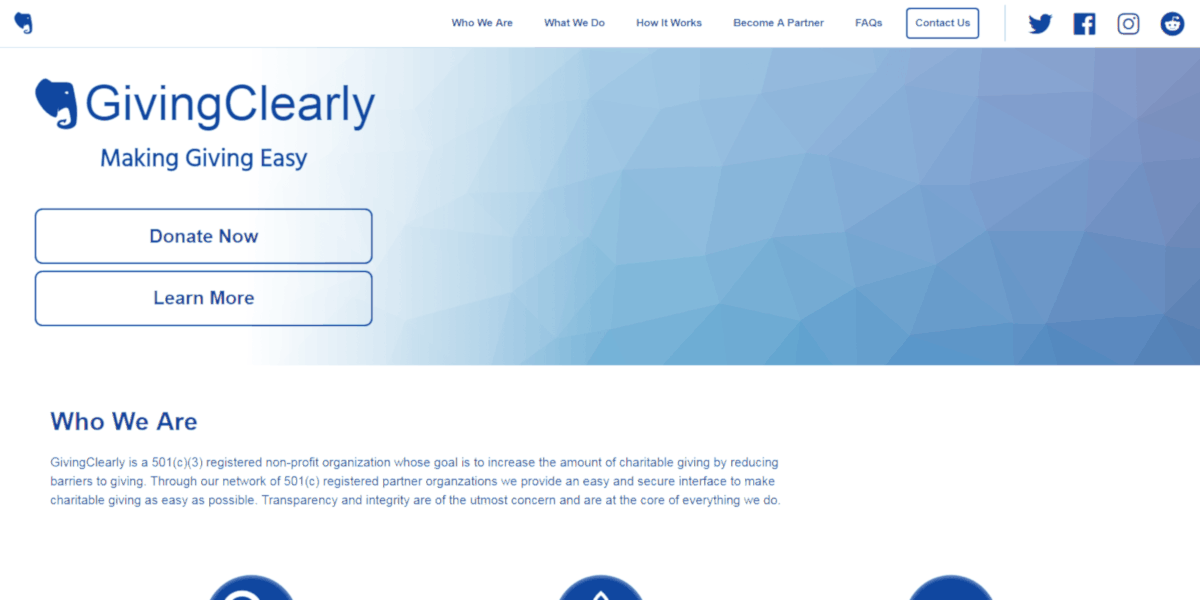 Who We Are
What We Do
How It Works
Become A Partner
FAQs
Contact Us
GivingClearly
Making Giving Easy
Donate Now
Learn More
Who We Are
GivingClearly is a 501(c)(3) registered non-profit organization whose goal is to increase the amount of charitable giving by reducing
barriers to giving. Through our network of 501(c) registered partner organzations we provide an easy and secure interface to make
charitable giving as easy as possible. Transparency and integrity are of the utmost concern and are at the core of everything we do.